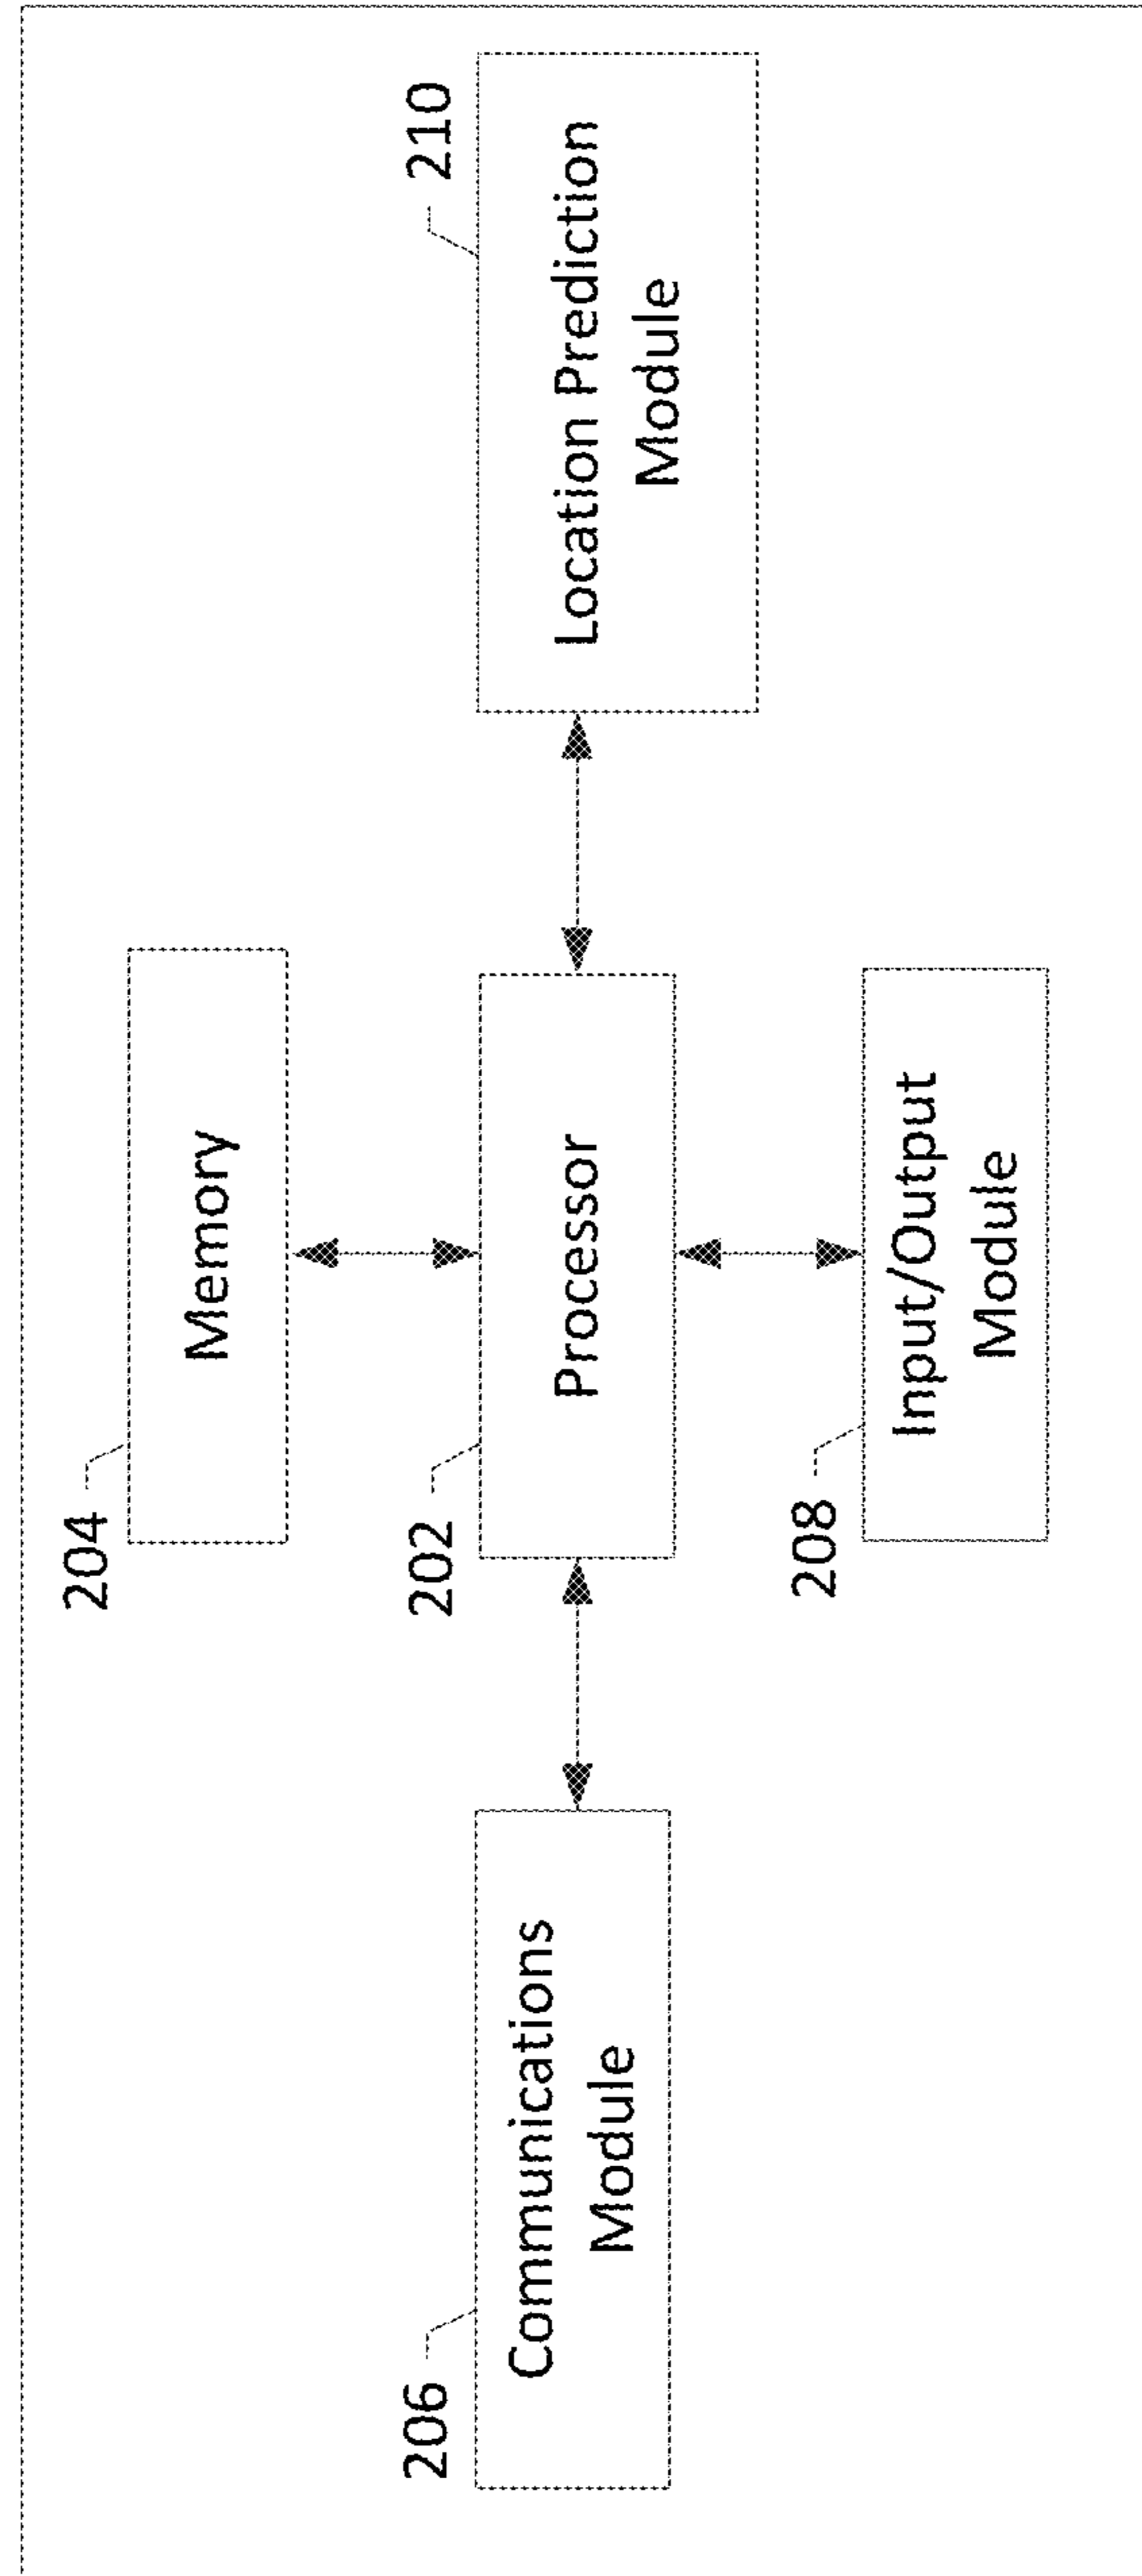 204
Memory
206
Communications
Module
202
Processor
210
Location Prediction
Module
208
Input/Output
Module